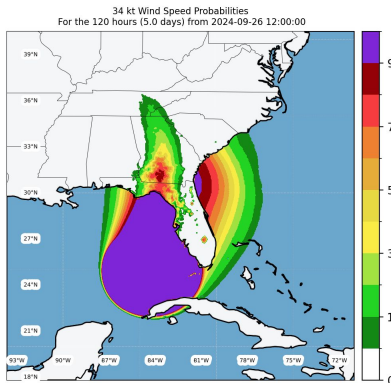 34 kt Wind Speed Probabilities
For the 120 hours (5.0 days) from 2024-09-26 12:00:00
39°N
36°N
33°N
30°N
27°N
24°N
21°N
93°W 90°W 87°W 84°W 81°W 78°W 75°W 72°W
18°N